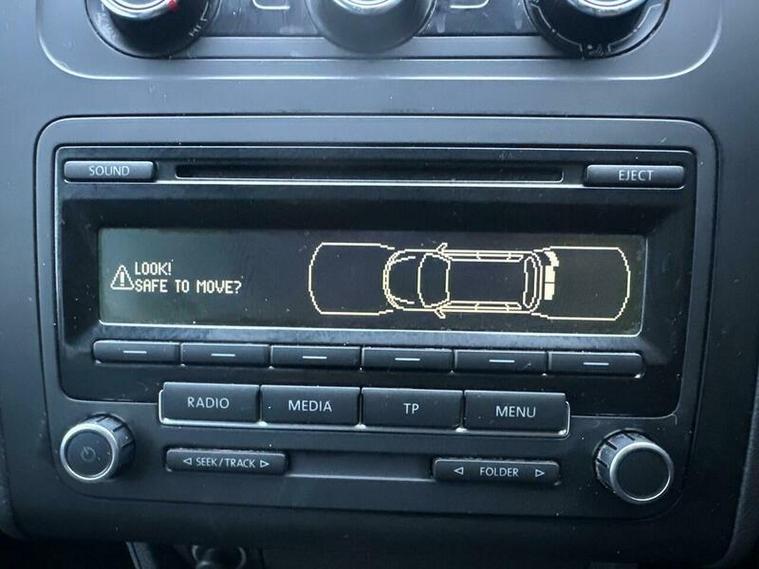 SOUND
EJECT
LOOK!
SAFE TO MOVE?
RADIO
MEDIA
TP
MENU
SEEK/TRACK
FOLDER